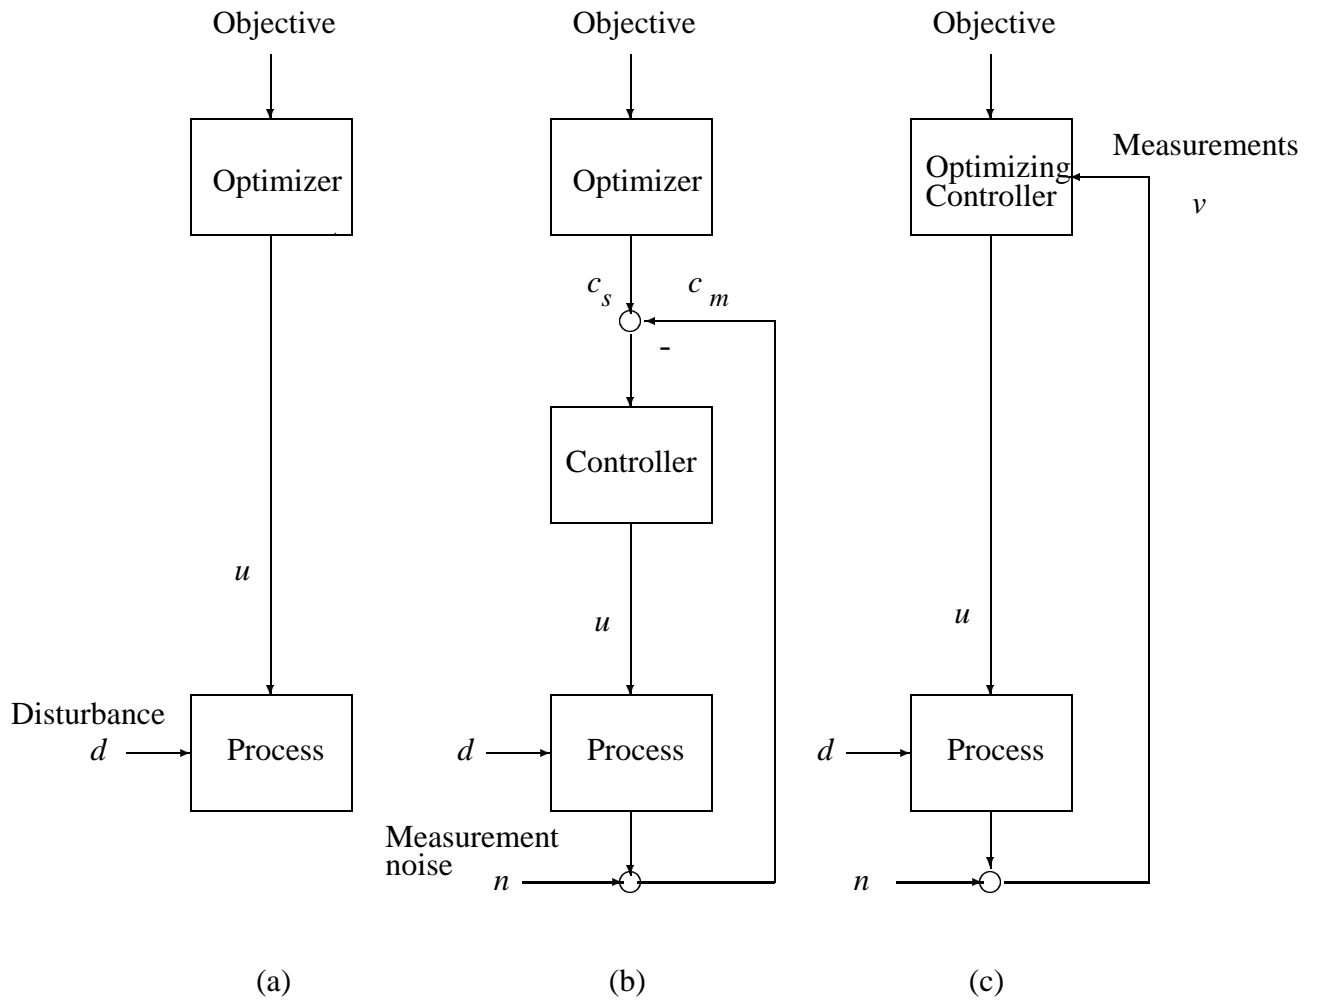 Objective
Optimizer
u
Disturbance
d
Process
(a)
Objective
Optimizer
c s
c m
-
Controller
u
d
Process
Measurement
noise
n
(b)
Objective
Optimizing
Controller
Measurements
v
u
d
Process
n
(c)